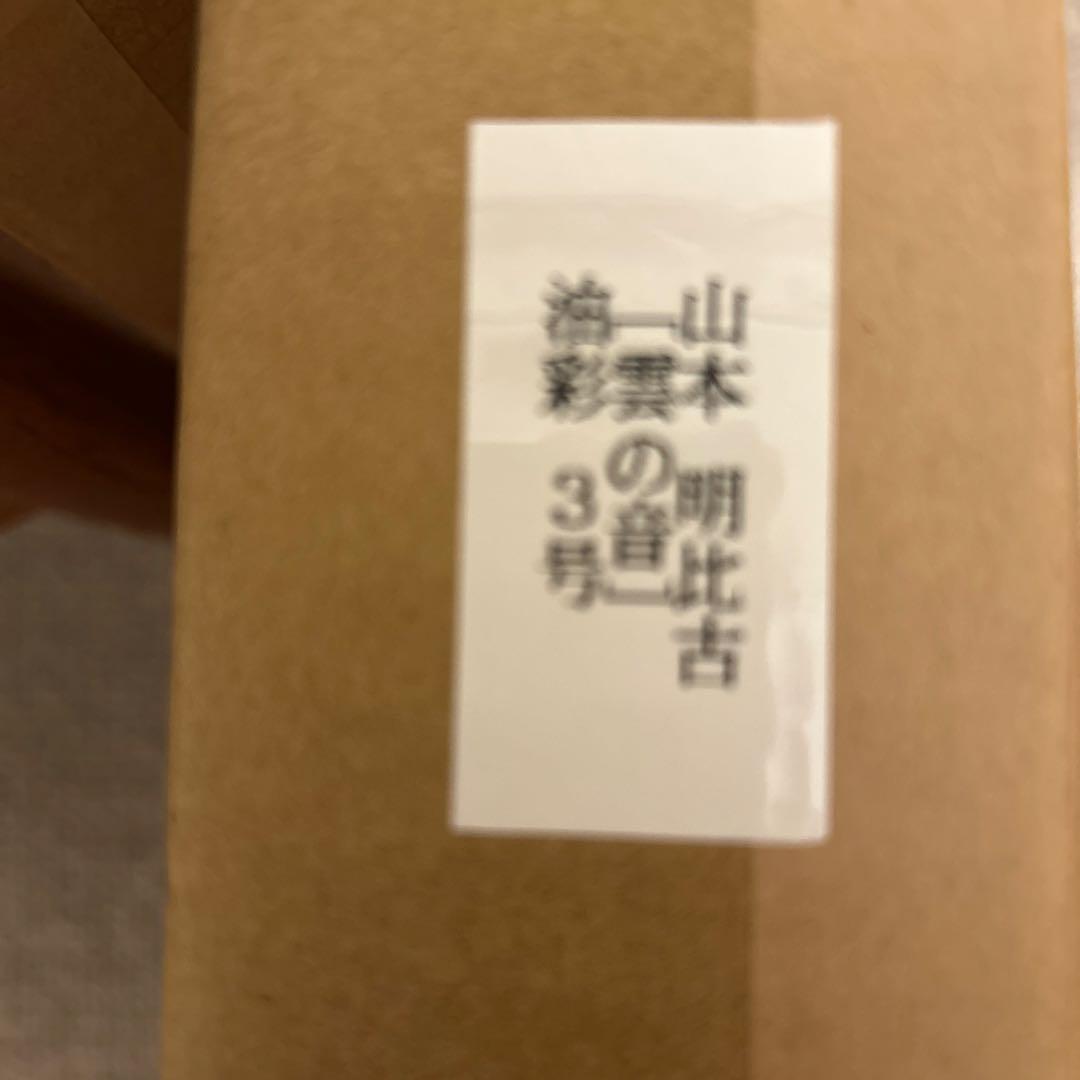 山本 明比古
「雲の音」
油彩 3号